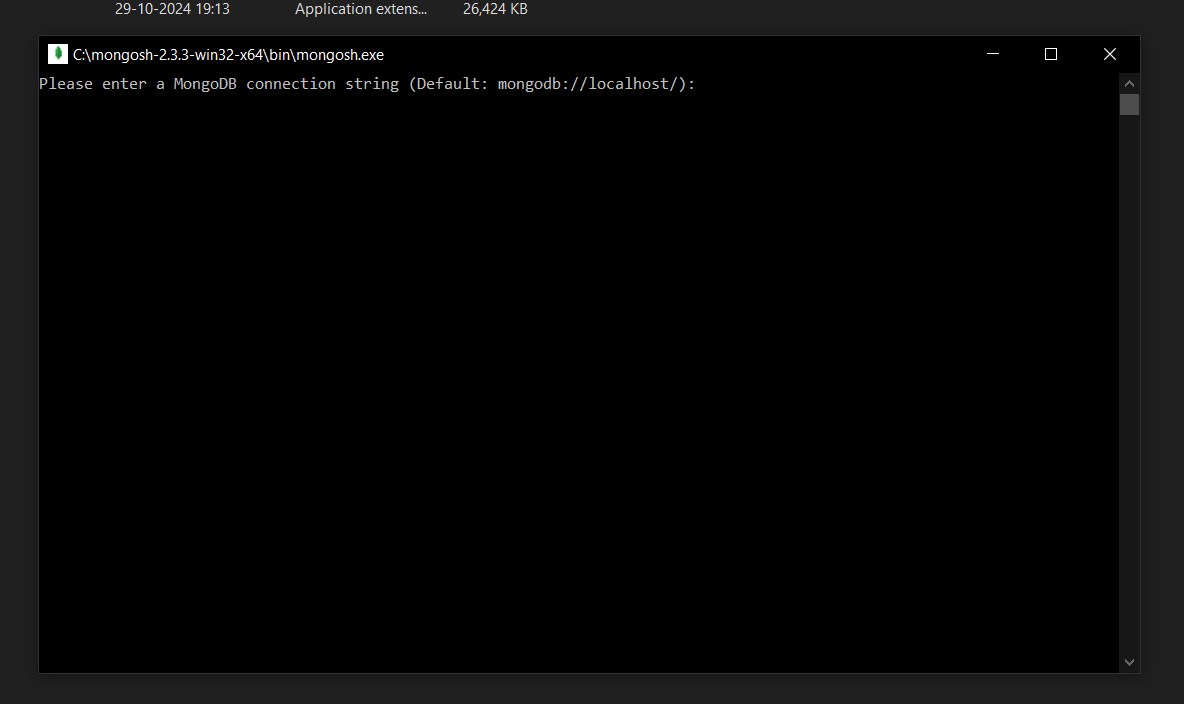 29-10-2024 19:13 Application extens... 26,424 KB
C:\mongosh-2.3.3-win32-x64\bin\mongosh.exe
Please enter a MongoDB connection string (Default: mongodb://localhost/):